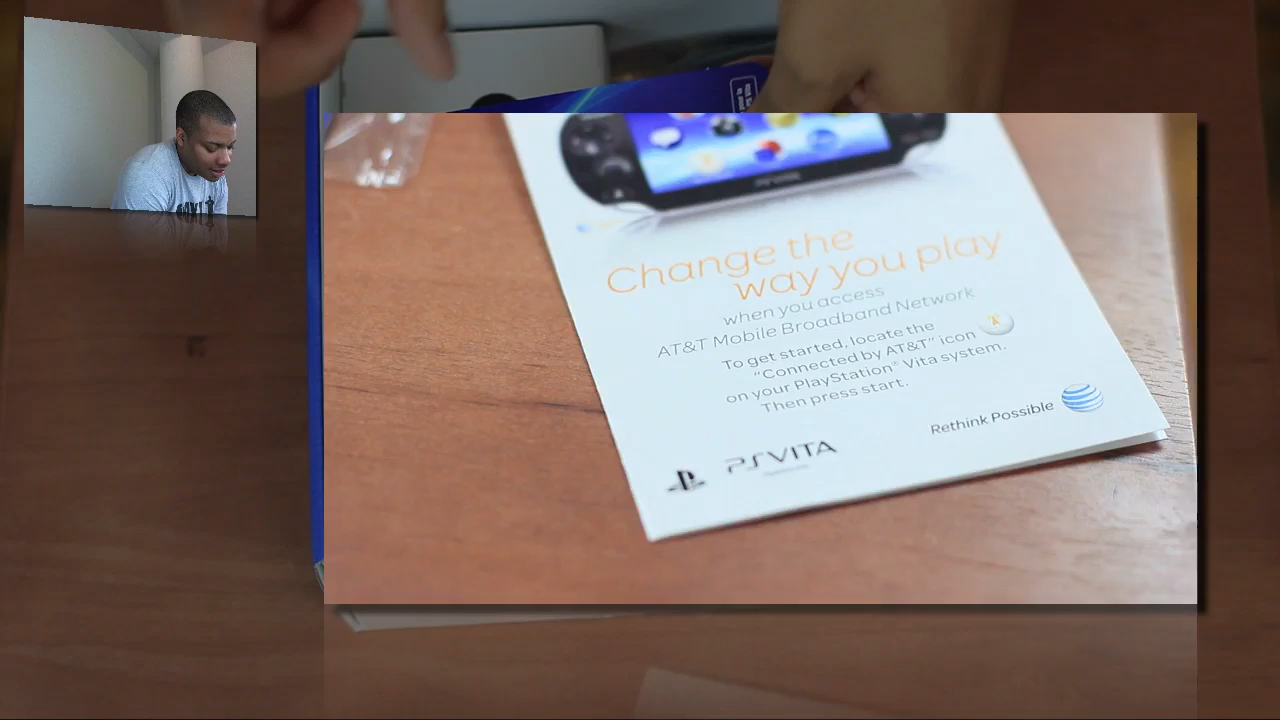 Change the
way you play
when you access
AT&T Mobile Broadband Network
To get started, locate the
"Connected by AT&T" icon
on your PlayStation® Vita system.
Then press start.
Rethink Possible
PSVITA